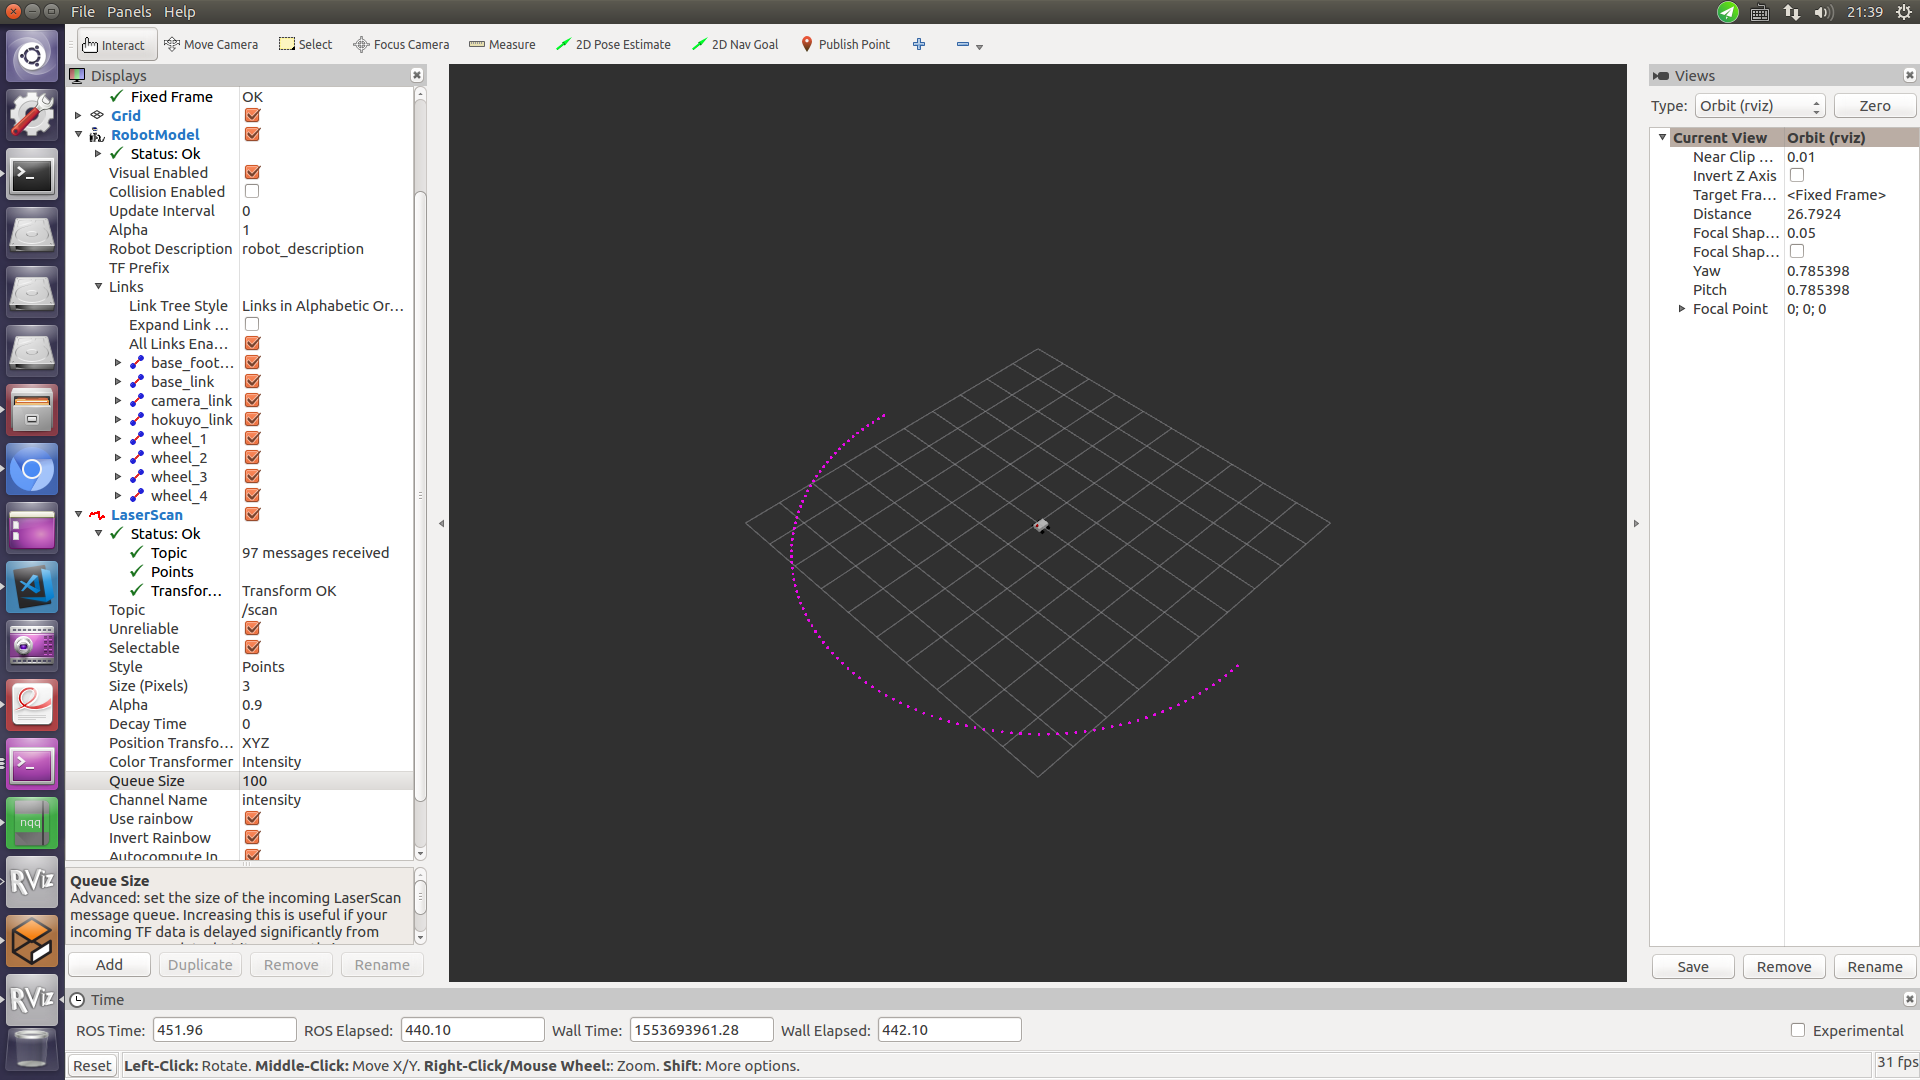 File Panels Help 21:39
Interact Move Camera Select Focus Camera Measure 2D Pose Estimate 2D Nav Goal Publish Point
Displays
Fixed Frame OK
Grid
RobotModel
Status: Ok
Visual Enabled
Collision Enabled
Update Interval 0
Alpha 1
Robot Description robot_description
TF Prefix
Links
Link Tree Style Links in Alphabetic Or...
Expand Link ...
All Links Ena...
base_foot...
base_link
camera_link
hokuyo_link
wheel_1
wheel_2
wheel_3
wheel_4
LaserScan
Status: Ok
Topic 97 messages received
Points
Transfor... Transform OK
Topic /scan
Unreliable
Selectable
Style Points
Size (Pixels) 3
Alpha 0.9
Decay Time 0
Position Transfo... XYZ
Color Transformer Intensity
Queue Size 100
Channel Name intensity
Use rainbow
Invert Rainbow
Autocompute In
Queue Size
Advanced: set the size of the incoming LaserScan
message queue. Increasing this is useful if your
incoming TF data is delayed significantly from
Add Duplicate Remove Rename
Views
Type: Orbit (rviz) Zero
Current View Orbit (rviz)
Near Clip ... 0.01
Invert Z Axis
Target Fra... <Fixed Frame>
Distance 26.7924
Focal Shap... 0.05
Focal Shap...
Yaw 0.785398
Pitch 0.785398
Focal Point 0; 0; 0
Save Remove Rename
nqq
RViz
RViz
Time
ROS Time: 451.96 ROS Elapsed: 440.10 Wall Time: 1553693961.28 Wall Elapsed: 442.10 Experimental
Reset Left-Click: Rotate. Middle-Click: Move X/Y. Right-Click/Mouse Wheel:: Zoom. Shift: More options. 31 fps